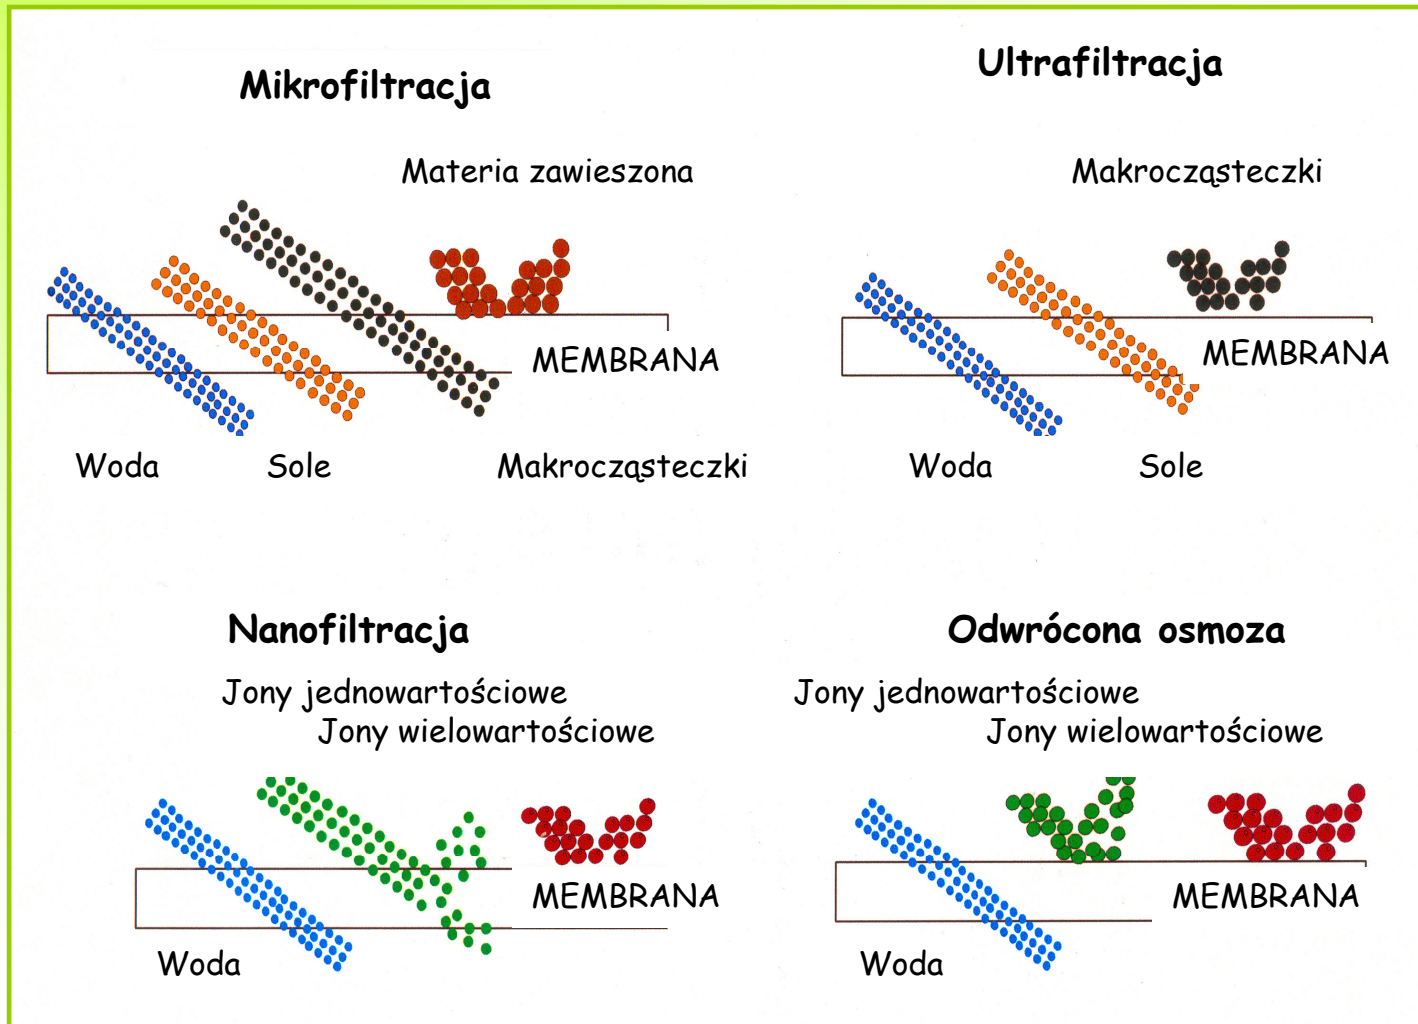 Mikrofiltracja
Materia zawieszona
MEMBRANA
Woda
Sole
Makrocząsteczki
Ultrafiltracja
Makrocząsteczki
MEMBRANA
Woda
Sole
Nanofiltracja
Jony jednowartościowe
Jony wielowartościowe
MEMBRANA
Woda
Odwrócona osmoza
Jony jednowartościowe
Jony wielowartościowe
MEMBRANA
Woda